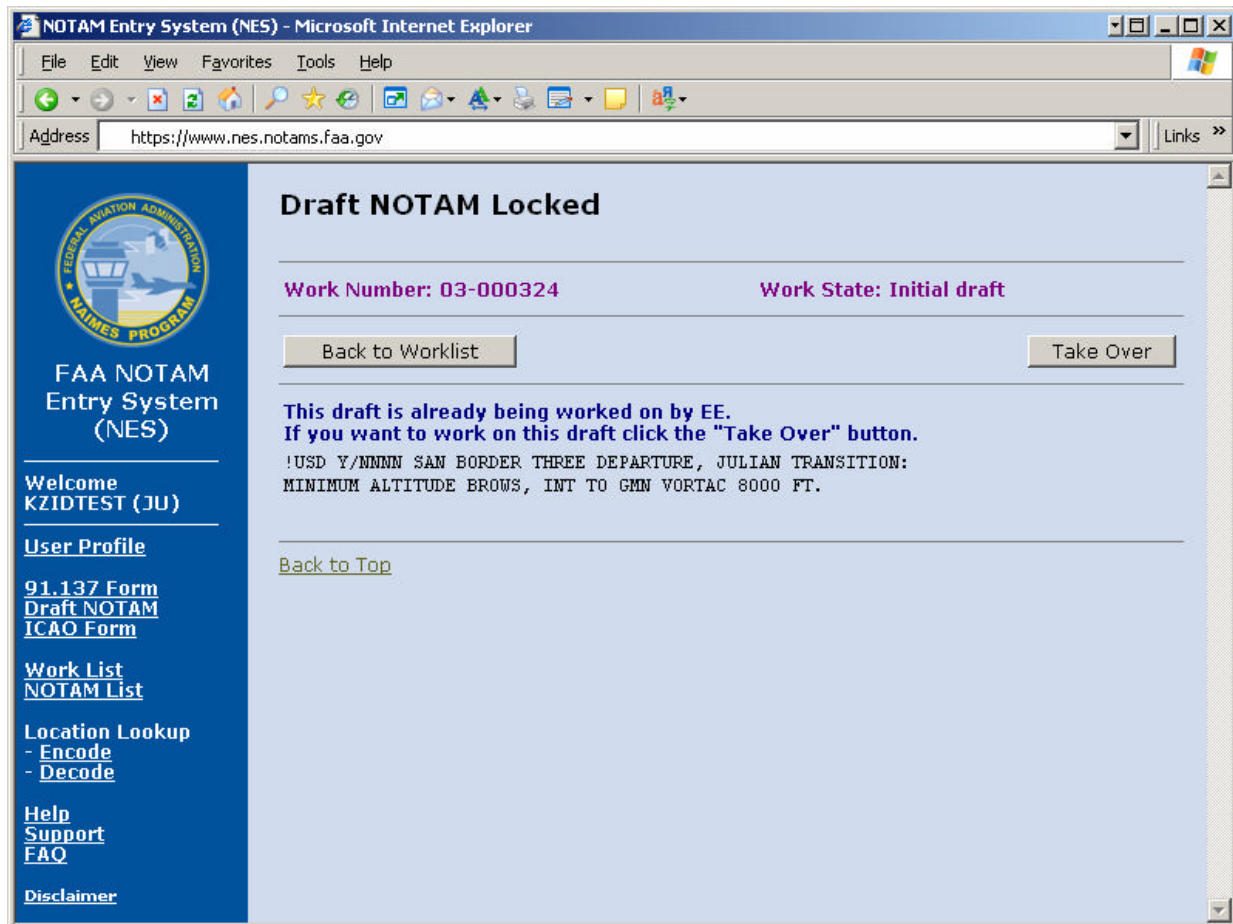 NOTAM Entry System (NES) - Microsoft Internet Explorer
File Edit View Favorites Tools Help
Address https://www.nes.notams.faa.gov Links »
FEDERAL AVIATION ADMINISTRATION
NAIMES PROGRAM
FAA NOTAM
Entry System
(NES)
Welcome
KZIDTEST (JU)
User Profile
91.137 Form
Draft NOTAM
ICAO Form
Work List
NOTAM List
Location Lookup
- Encode
- Decode
Help
Support
FAQ
Disclaimer
Draft NOTAM Locked
Work Number: 03-000324 Work State: Initial draft
Back to Worklist Take Over
This draft is already being worked on by EE.
If you want to work on this draft click the "Take Over" button.
!USD Y/NNNN SAN BORDER THREE DEPARTURE, JULIAN TRANSITION:
MINIMUM ALTITUDE BROWS, INT TO GMN VORTAC 8000 FT.
Back to Top